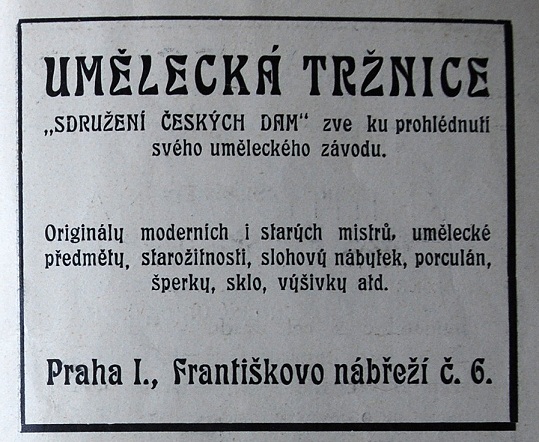 UMĚLECKÁ TRŽNICE
„SDRUŽENÍ ČESKÝCH DAM“ zve ku prohlédnutí
svého uměleckého závodu.
Originály moderních i starých mistrů, umělecké
předměty, starožitnosti, slohový nábytek, porculán,
šperky, sklo, výšivky atd.
Praha I., Františkovo nábřeží č. 6.